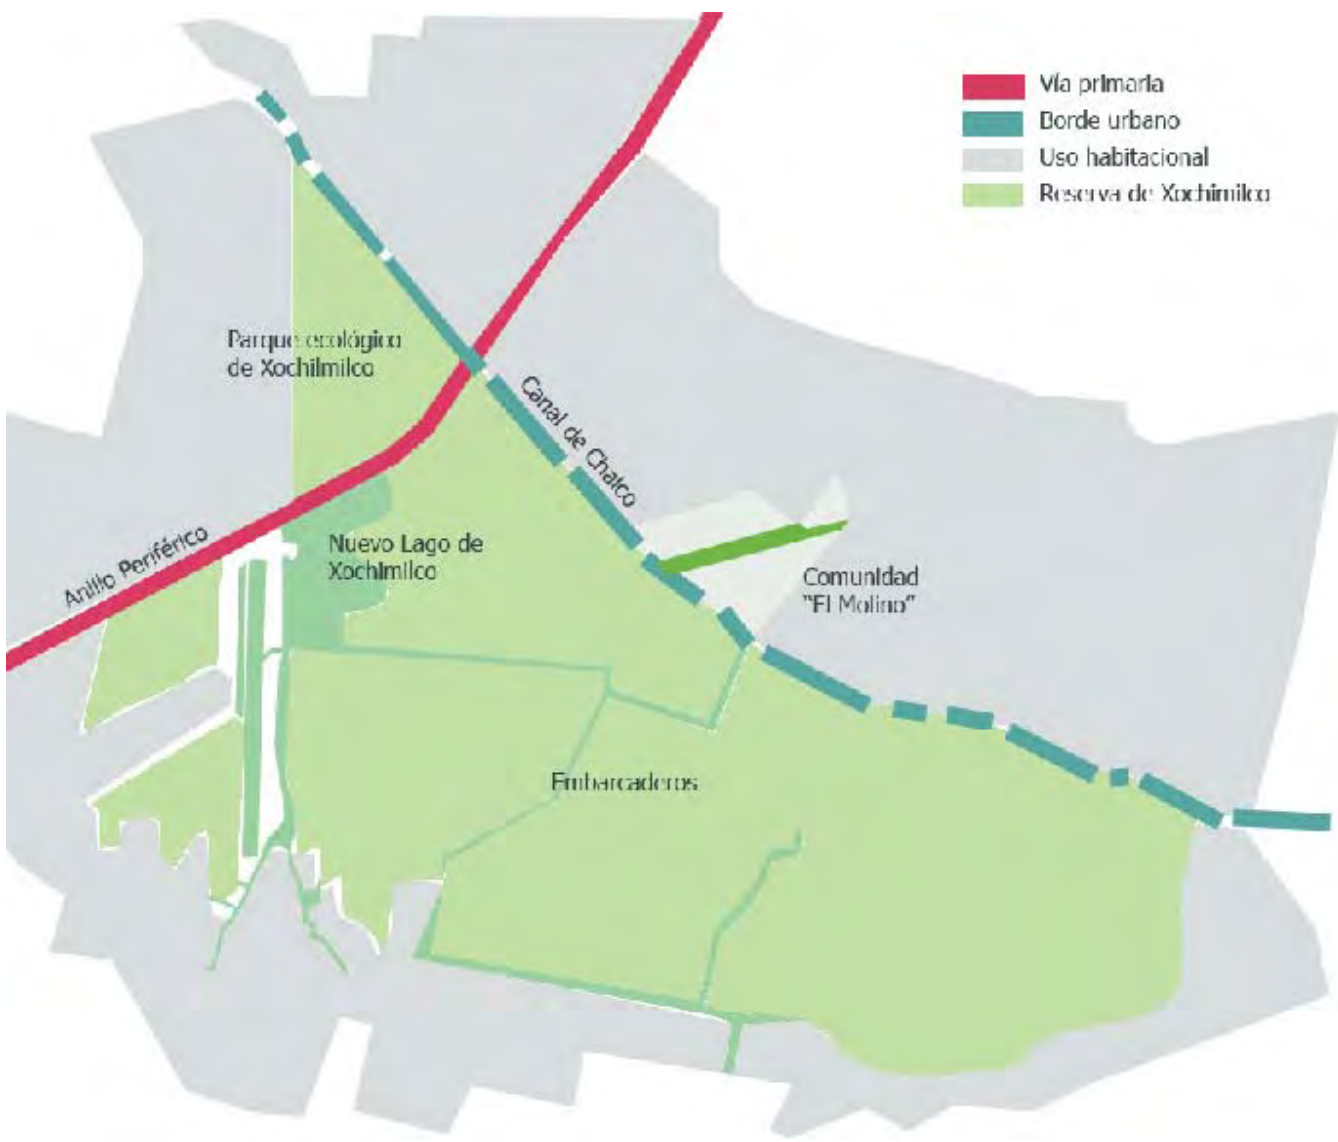 Vía primaria
Borde urbano
Uso habitacional
Reserva de Xochimilco
Parque ecológico
de Xochilmilco
Canal de Chalco
Anillo Periférico
Nuevo Lago de
Xochimilco
Comunidad
“El Molino”
Embarcaderos